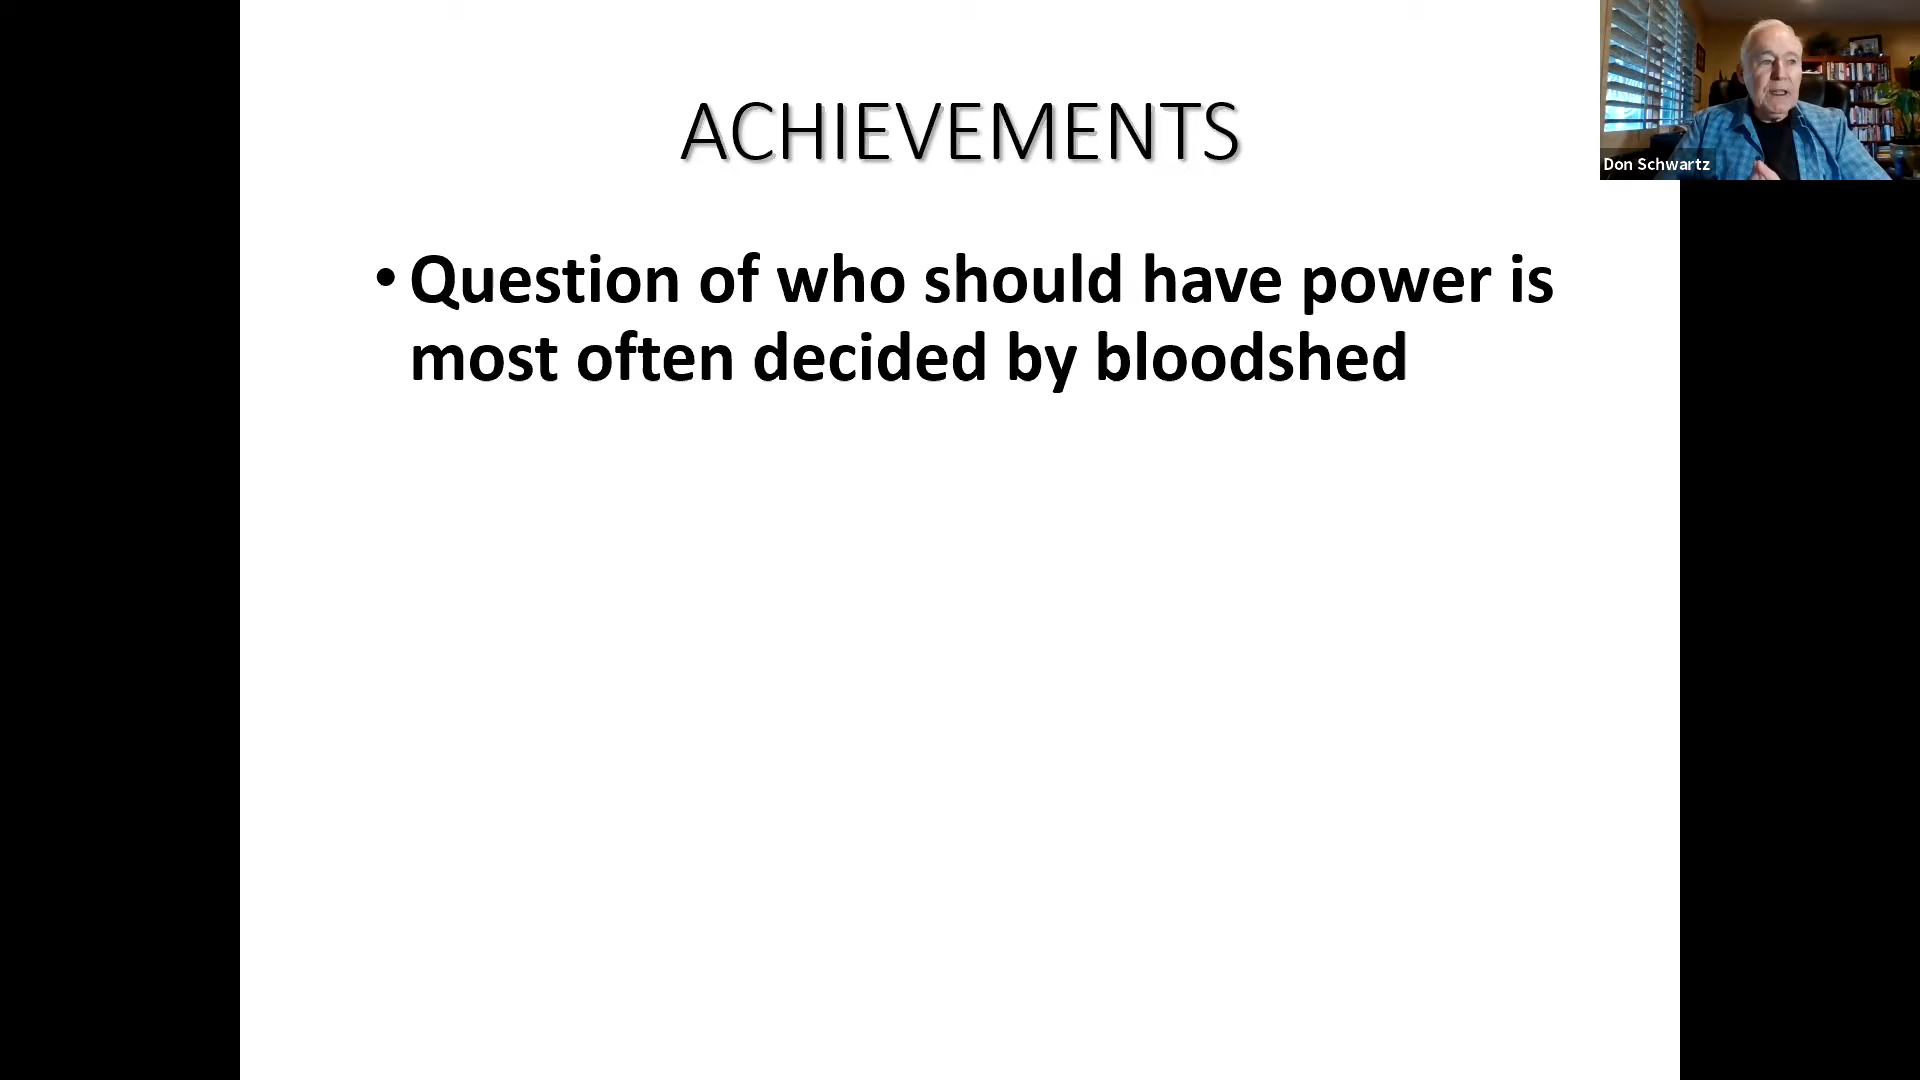 ACHIEVEMENTS
• Question of who should have power is
most often decided by bloodshed
Don Schwartz